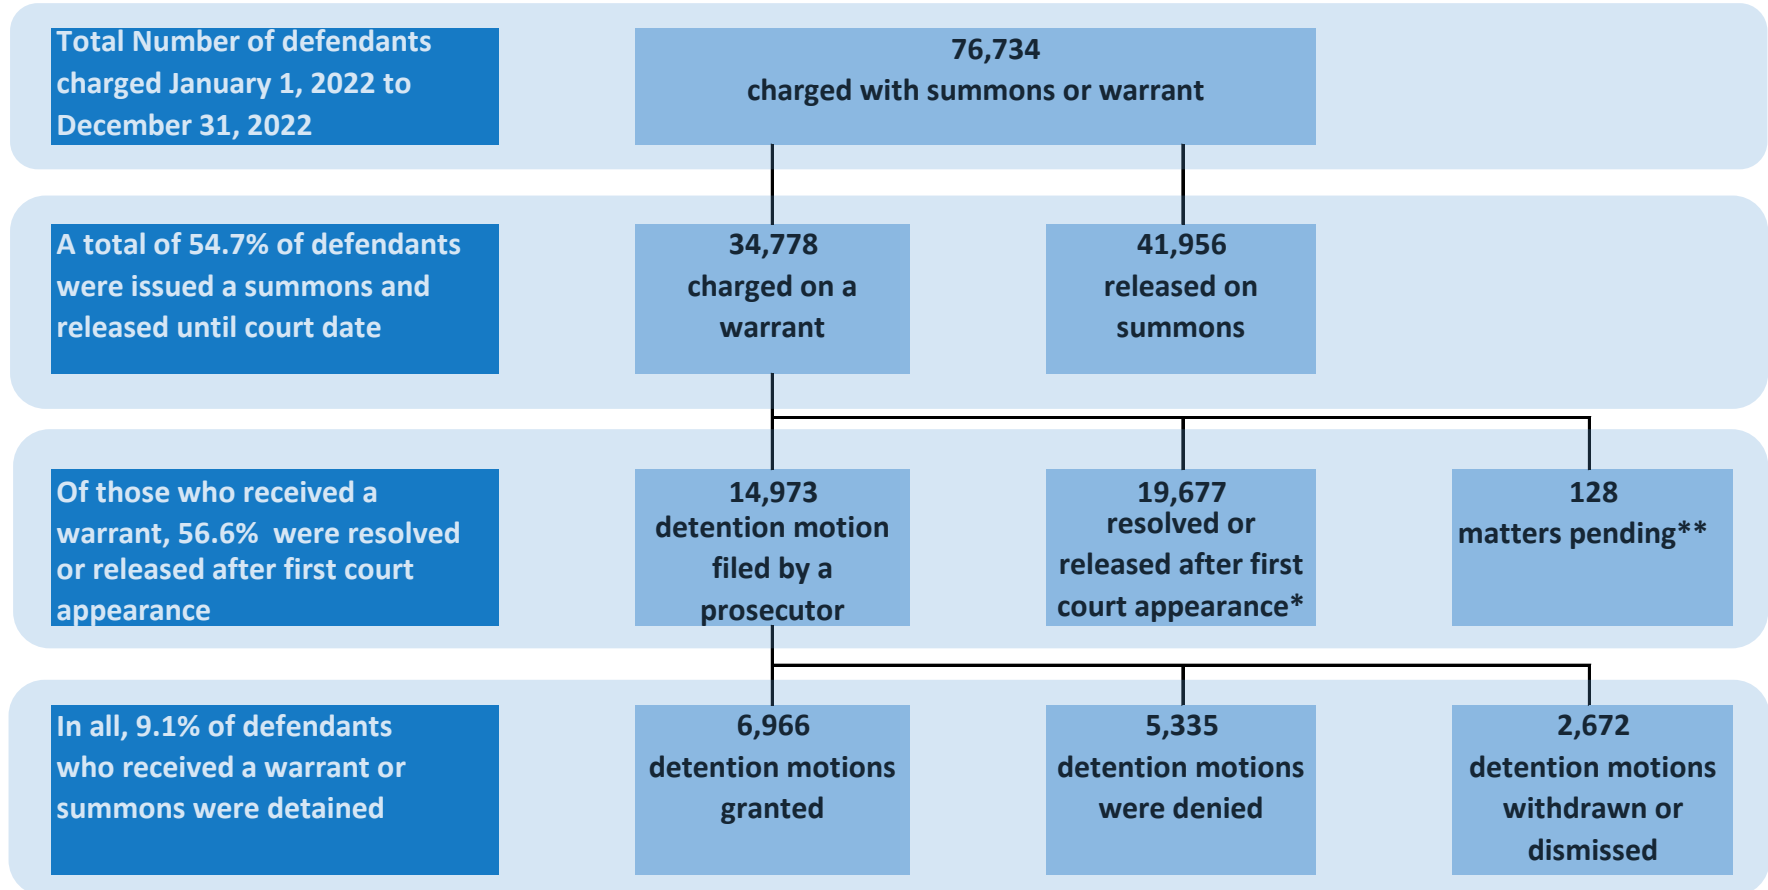 Total Number of defendants
charged January 1, 2022 to
December 31, 2022
76,734
charged with summons or warrant
A total of 54.7% of defendants
were issued a summons and
released until court date
34,778
charged on a
warrant
41,956
released on
summons
Of those who received a
warrant, 56.6%  were resolved
or released after first court
appearance
14,973
detention motion
filed by a
prosecutor
19,677
resolved or
released after first
court appearance*
128
matters pending**
In all, 9.1% of defendants
who received a warrant or
summons were detained
6,966
detention motions
granted
5,335
detention motions
were denied
2,672
detention motions
withdrawn or
dismissed